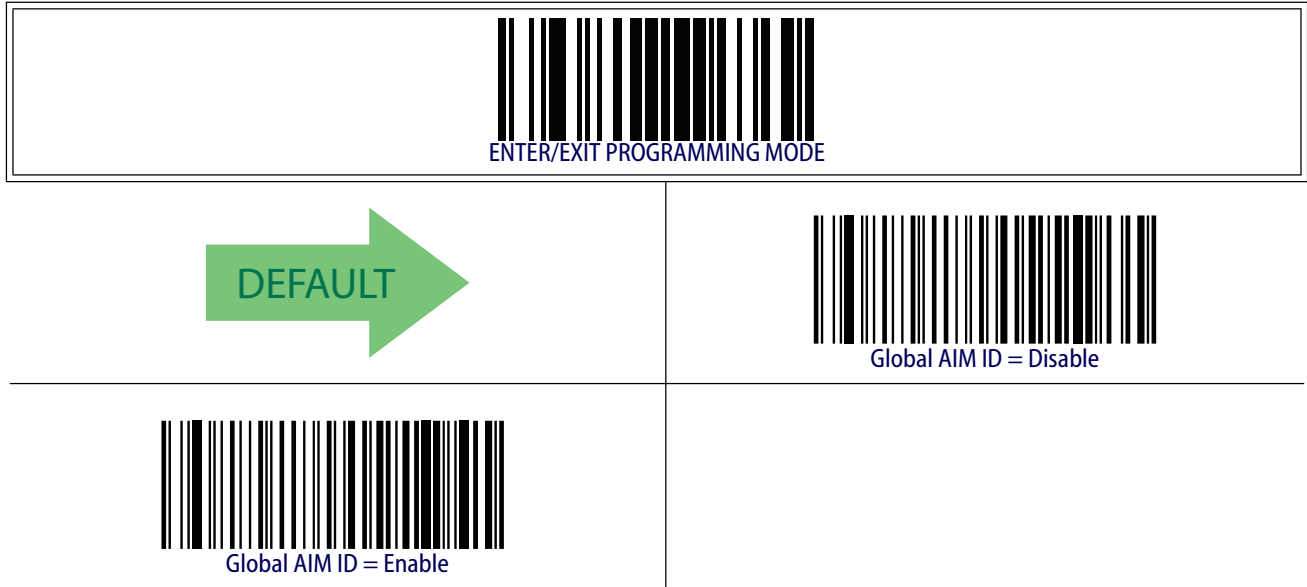 ENTER/EXIT PROGRAMMING MODE
DEFAULT
Global AIM ID = Disable
Global AIM ID = Enable